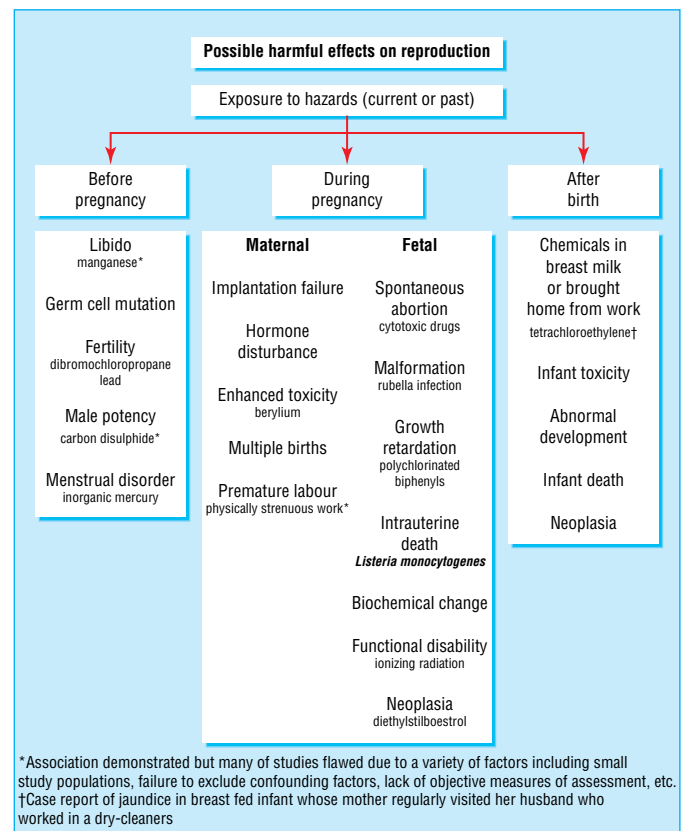 Possible harmful effects on reproduction
Exposure to hazards (current or past)
Before
pregnancy
During
pregnancy
After
birth
Libido
manganese*
Germ cell mutation
Fertility
dibromochloropropane
lead
Male potency
carbon disulphide*
Menstrual disorder
inorganic mercury
Maternal
Implantation failure
Hormone
disturbance
Enhanced toxicity
berylium
Multiple births
Premature labour
physically strenuous work*
Fetal
Spontaneous
abortion
cytotoxic drugs
Malformation
rubella infection
Growth
retardation
polychlorinated
biphenyls
Intrauterine
death
Listeria monocytogenes
Biochemical change
Functional disability
ionizing radiation
Neoplasia
diethylstilboestrol
Chemicals in
breast milk
or brought
home from work
tetrachloroethylene†
Infant toxicity
Abnormal
development
Infant death
Neoplasia
*Association demonstrated but many of studies flawed due to a variety of factors including small
study populations, failure to exclude confounding factors, lack of objective measures of assessment, etc.
†Case report of jaundice in breast fed infant whose mother regularly visited her husband who
worked in a dry-cleaners